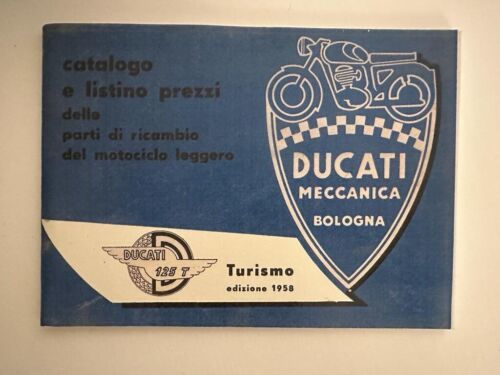 catalogo
e listino prezzi
delle
parti di ricambio
del motociclo leggero
DUCATI
MECCANICA
BOLOGNA
DUCATI
125 T
Turismo
edizione 1958